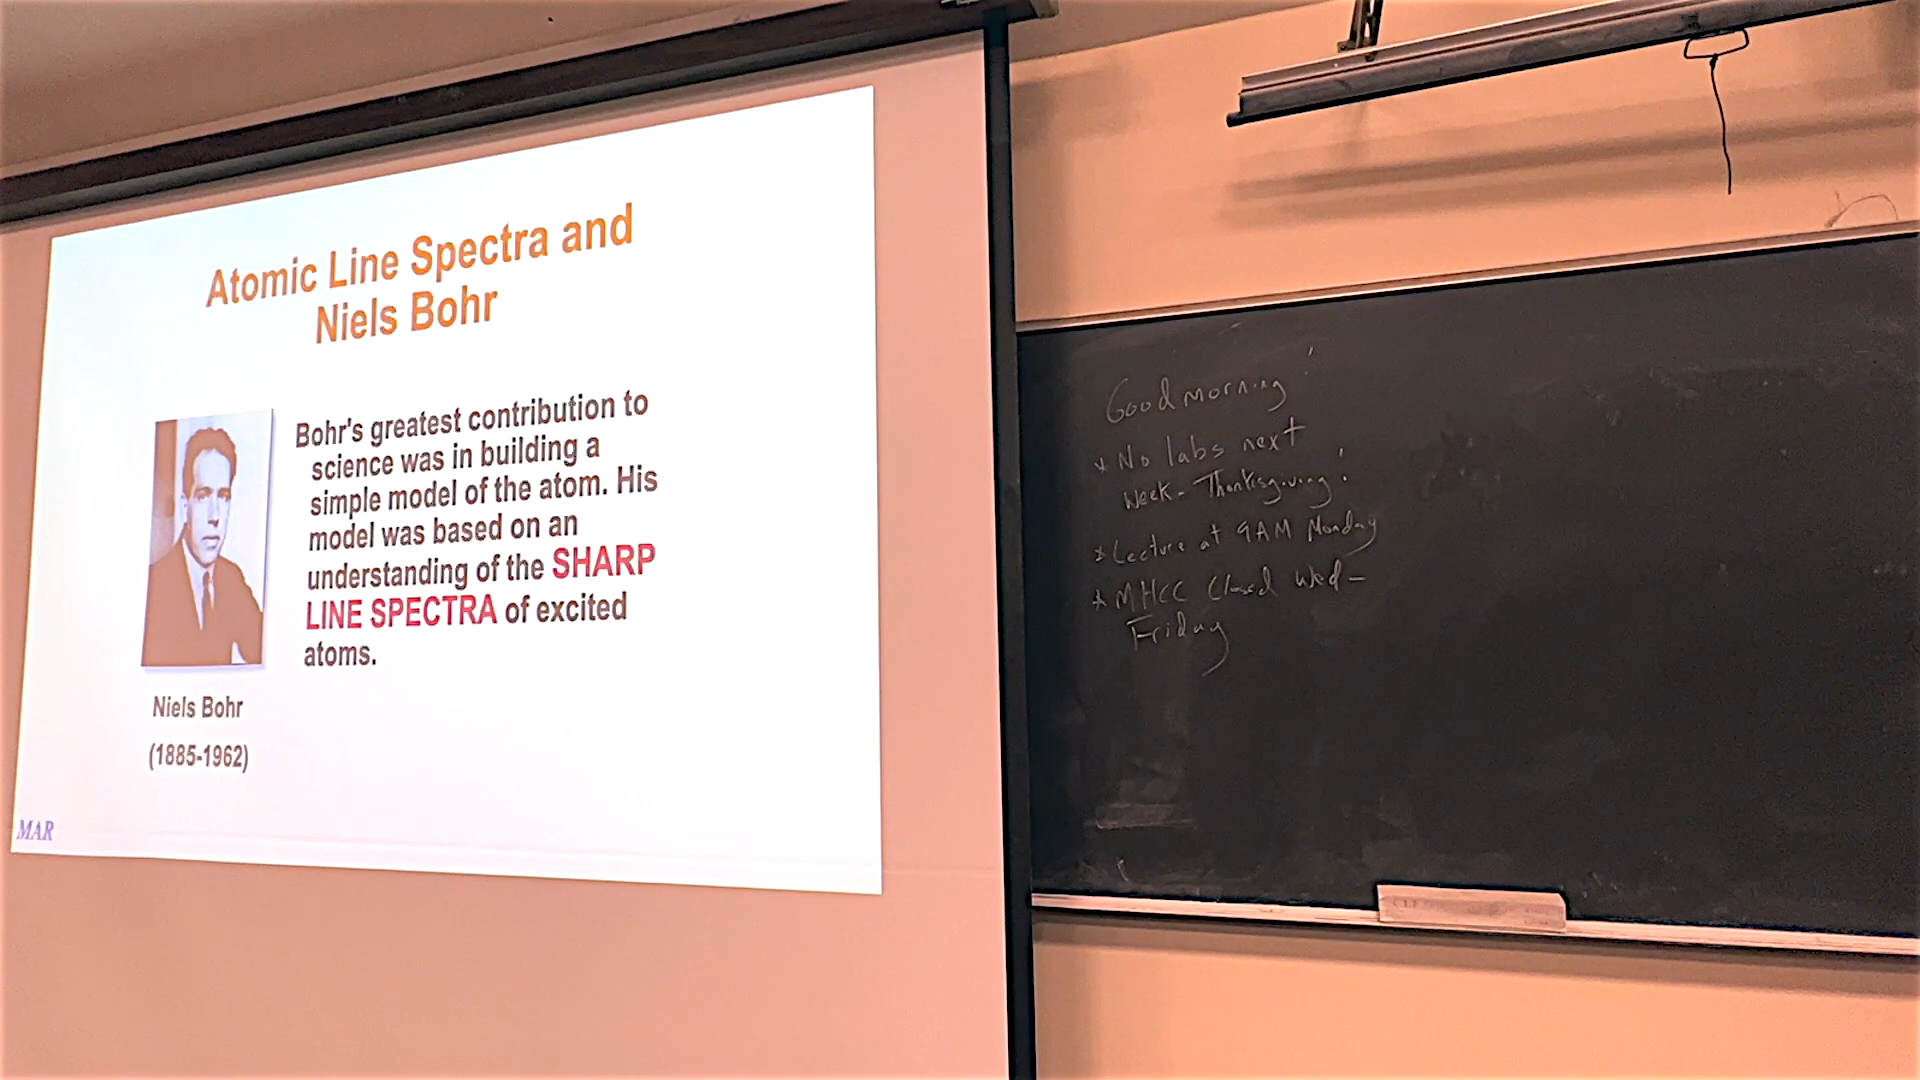 Atomic Line Spectra and
Niels Bohr
Bohr's greatest contribution to
science was in building a
simple model of the atom. His
model was based on an
understanding of the SHARP
LINE SPECTRA of excited
atoms.
Niels Bohr
(1885-1962)
MAR
Good morning!
* No labs next
week - Thanksgiving!
* Lecture at 9AM Monday
* MHCC Closed Wed -
Friday